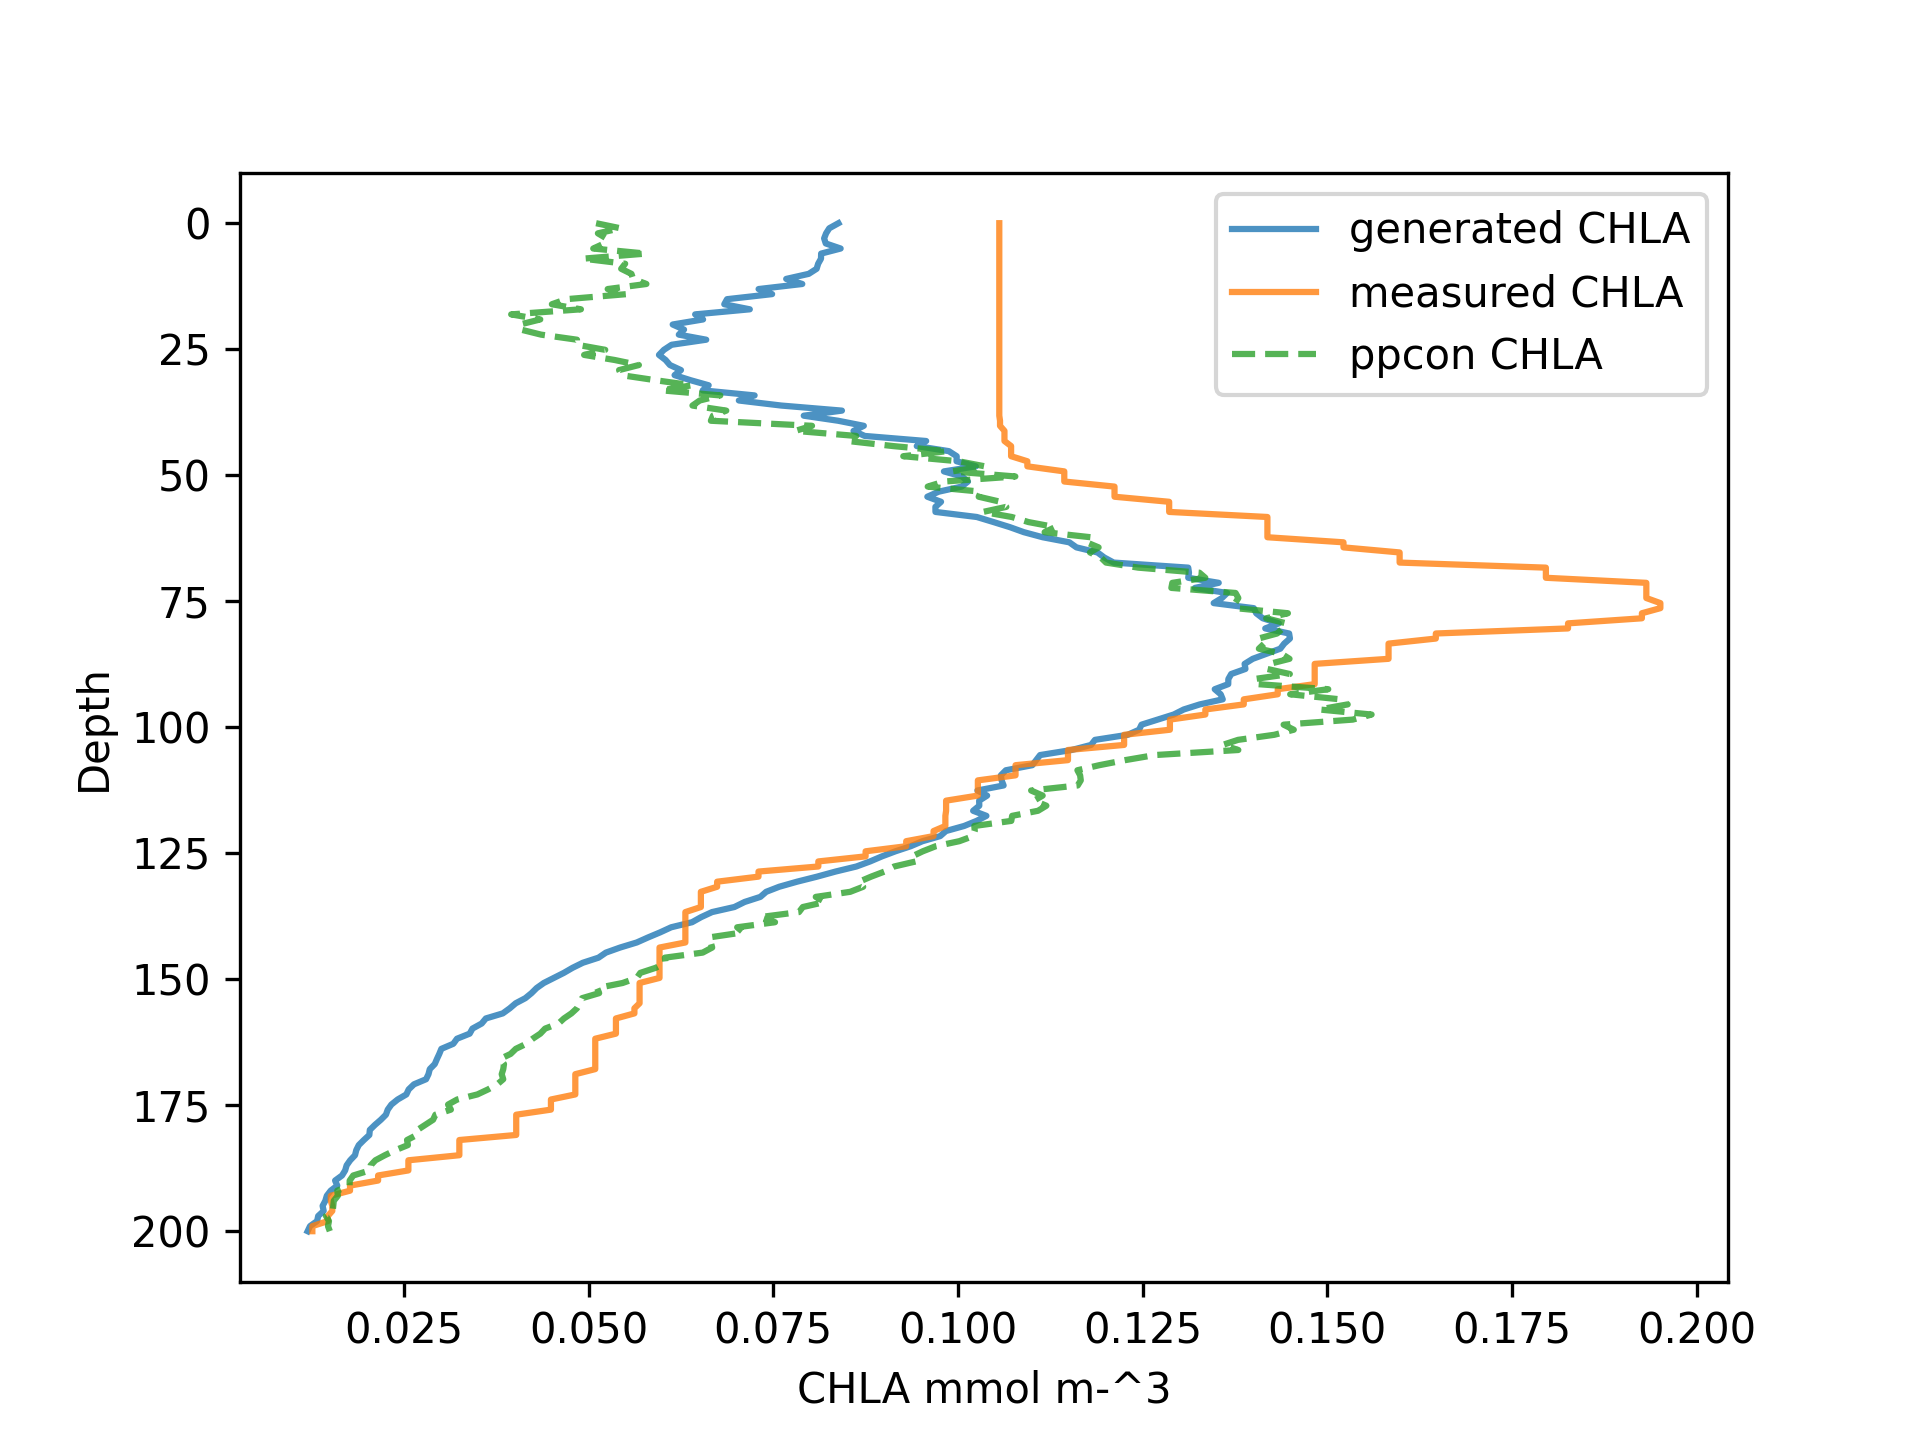 generated CHLA
measured CHLA
ppcon CHLA
0
25
50
75
100
125
150
175
200
Depth
0.025 0.050 0.075 0.100 0.125 0.150 0.175 0.200
CHLA mmol m-^3